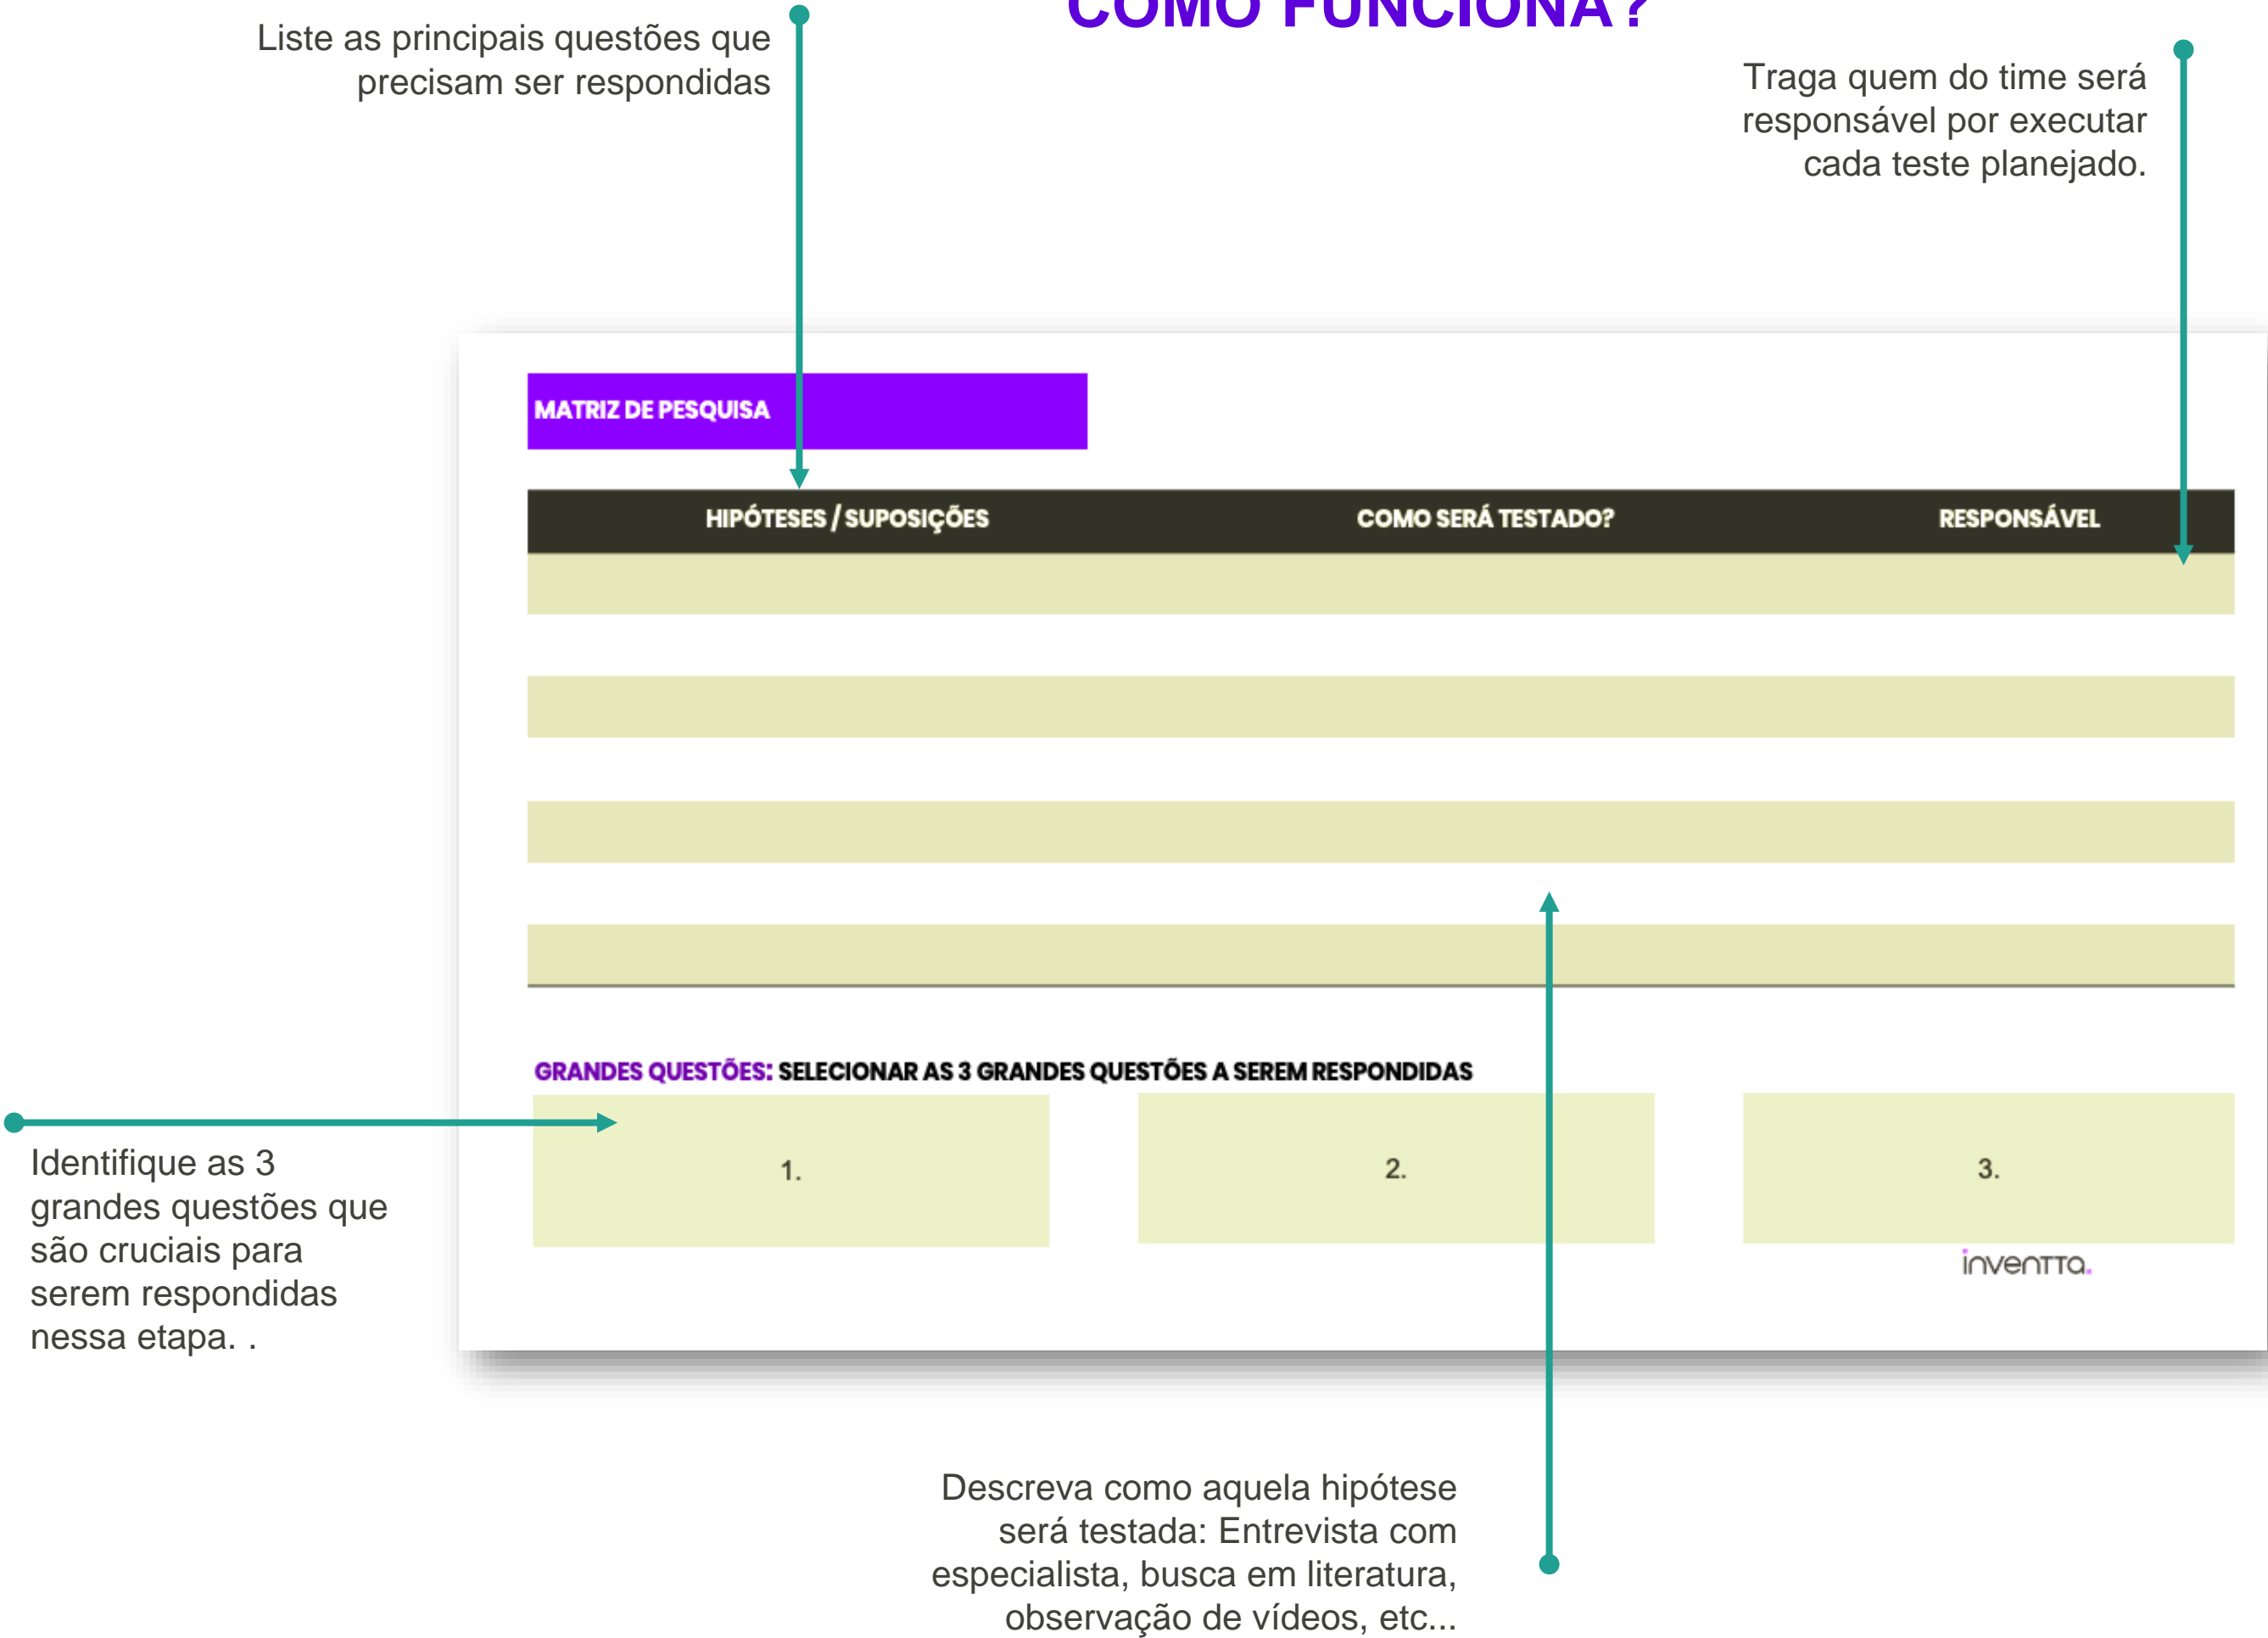 COMO FUNCIONA?
Liste as principais questões que
precisam ser respondidas
Traga quem do time será
responsável por executar
cada teste planejado.
MATRIZ DE PESQUISA
HIPÓTESES / SUPOSIÇÕES
COMO SERÁ TESTADO?
RESPONSÁVEL
GRANDES QUESTÕES: SELECIONAR AS 3 GRANDES QUESTÕES A SEREM RESPONDIDAS
1.
2.
3.
inventta.
Identifique as 3
grandes questões que
são cruciais para
serem respondidas
nessa etapa. .
Descreva como aquela hipótese
será testada: Entrevista com
especialista, busca em literatura,
observação de vídeos, etc...